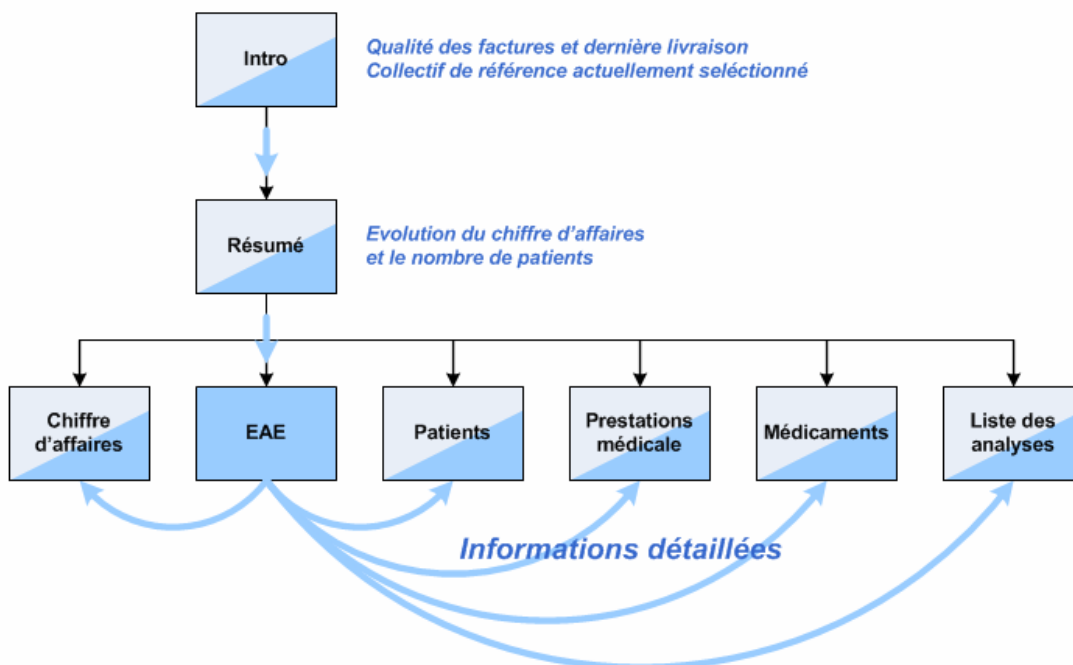 Intro
Qualité des factures et dernière livraison
Collectif de référence actuellement seléctionné
Résumé
Evolution du chiffre d'affaires
et le nombre de patients
Chiffre
d'affaires
EAE
Patients
Prestations
médicale
Médicaments
Liste des
analyses
Informations détaillées